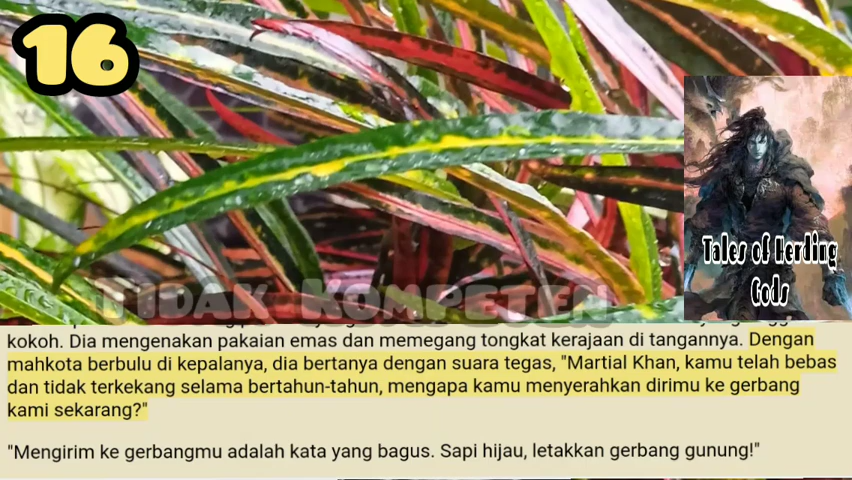 16
Tales of Herding
Gods
Tidak Kompeten
kokoh. Dia mengenakan pakaian emas dan memegang tongkat kerajaan di tangannya. Dengan
mahkota berbulu di kepalanya, dia bertanya dengan suara tegas, "Martial Khan, kamu telah bebas
dan tidak terkekang selama bertahun-tahun, mengapa kamu menyerahkan dirimu ke gerbang
kami sekarang?"
"Mengirim ke gerbangmu adalah kata yang bagus. Sapi hijau, letakkan gerbang gunung!"